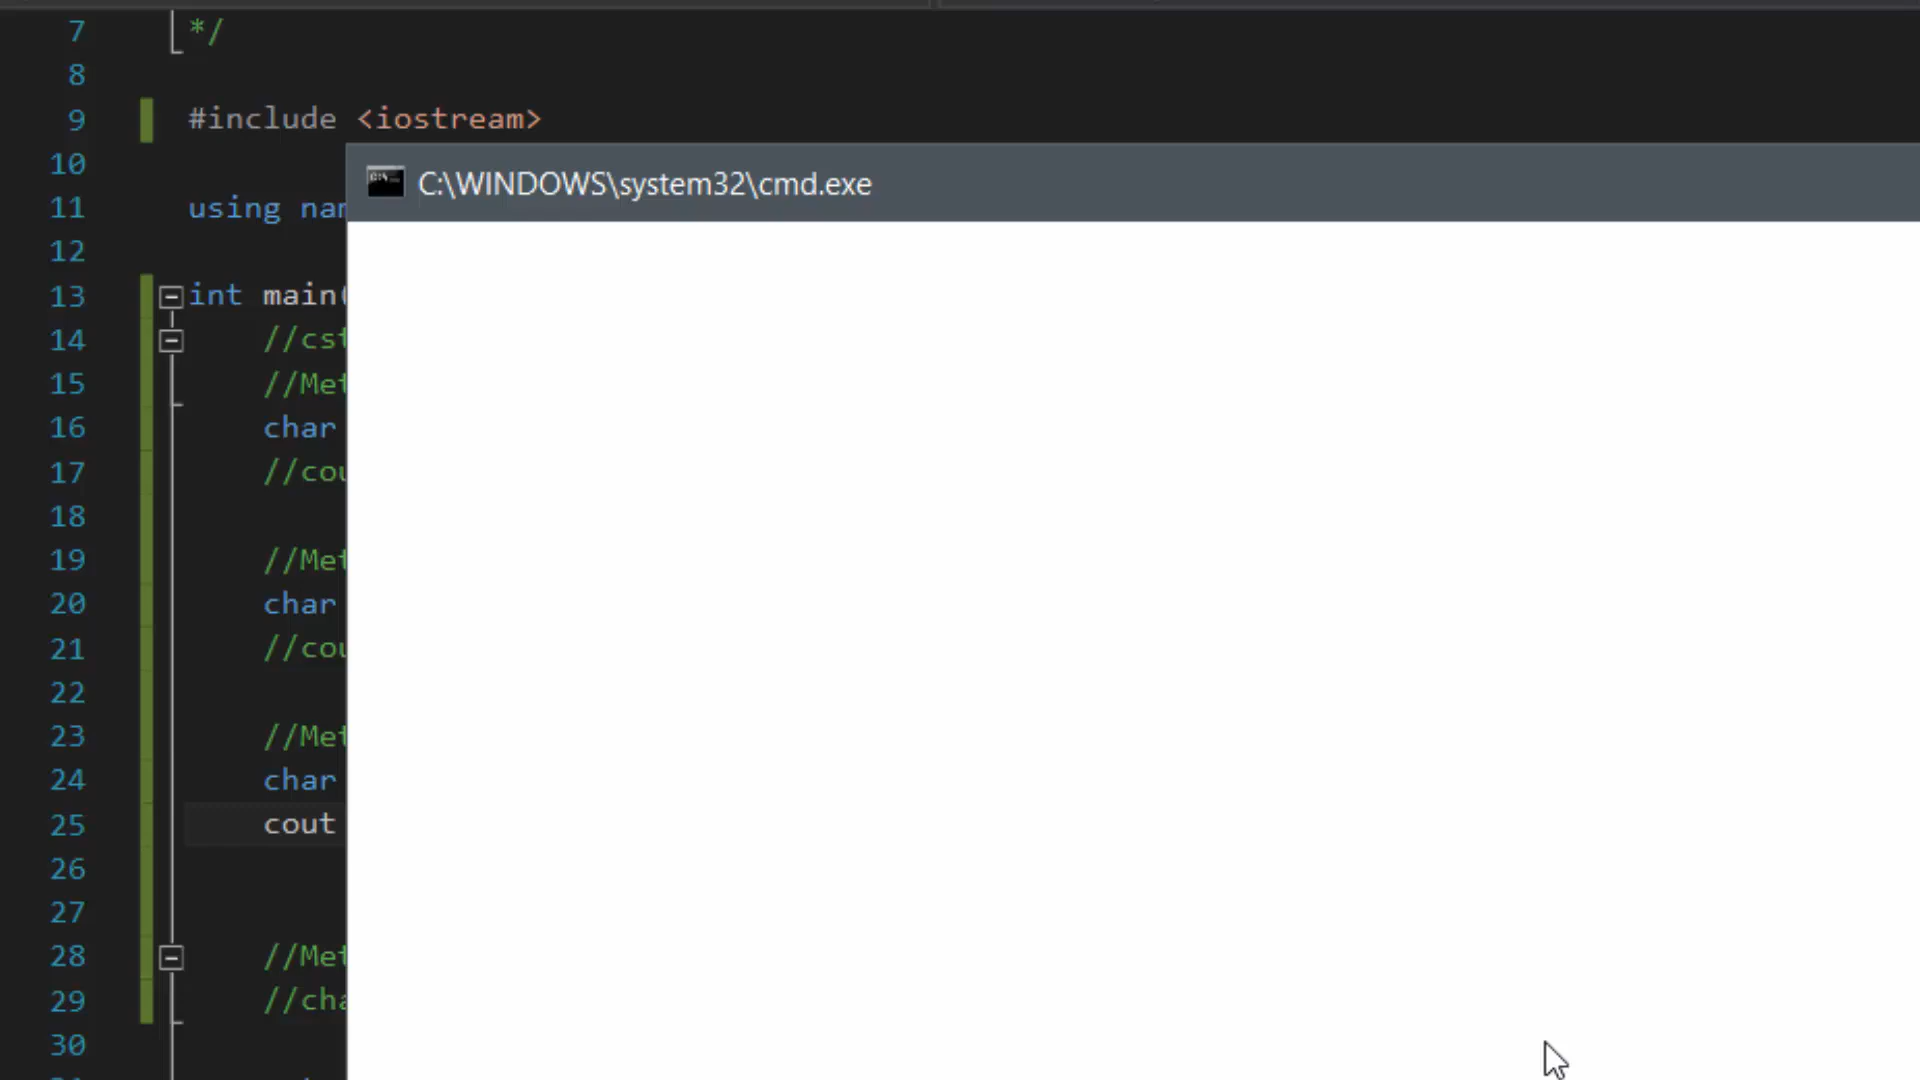 7 */
8
9 #include <iostream>
C:\WINDOWS\system32\cmd.exe
10
11 using nam
12
13 int main(
14 //cst
15 //Met
16 char
17 //cou
18
19 //Met
20 char
21 //cou
22
23 //Met
24 char
25 cout
26
27
28 //Met
29 //cha
30